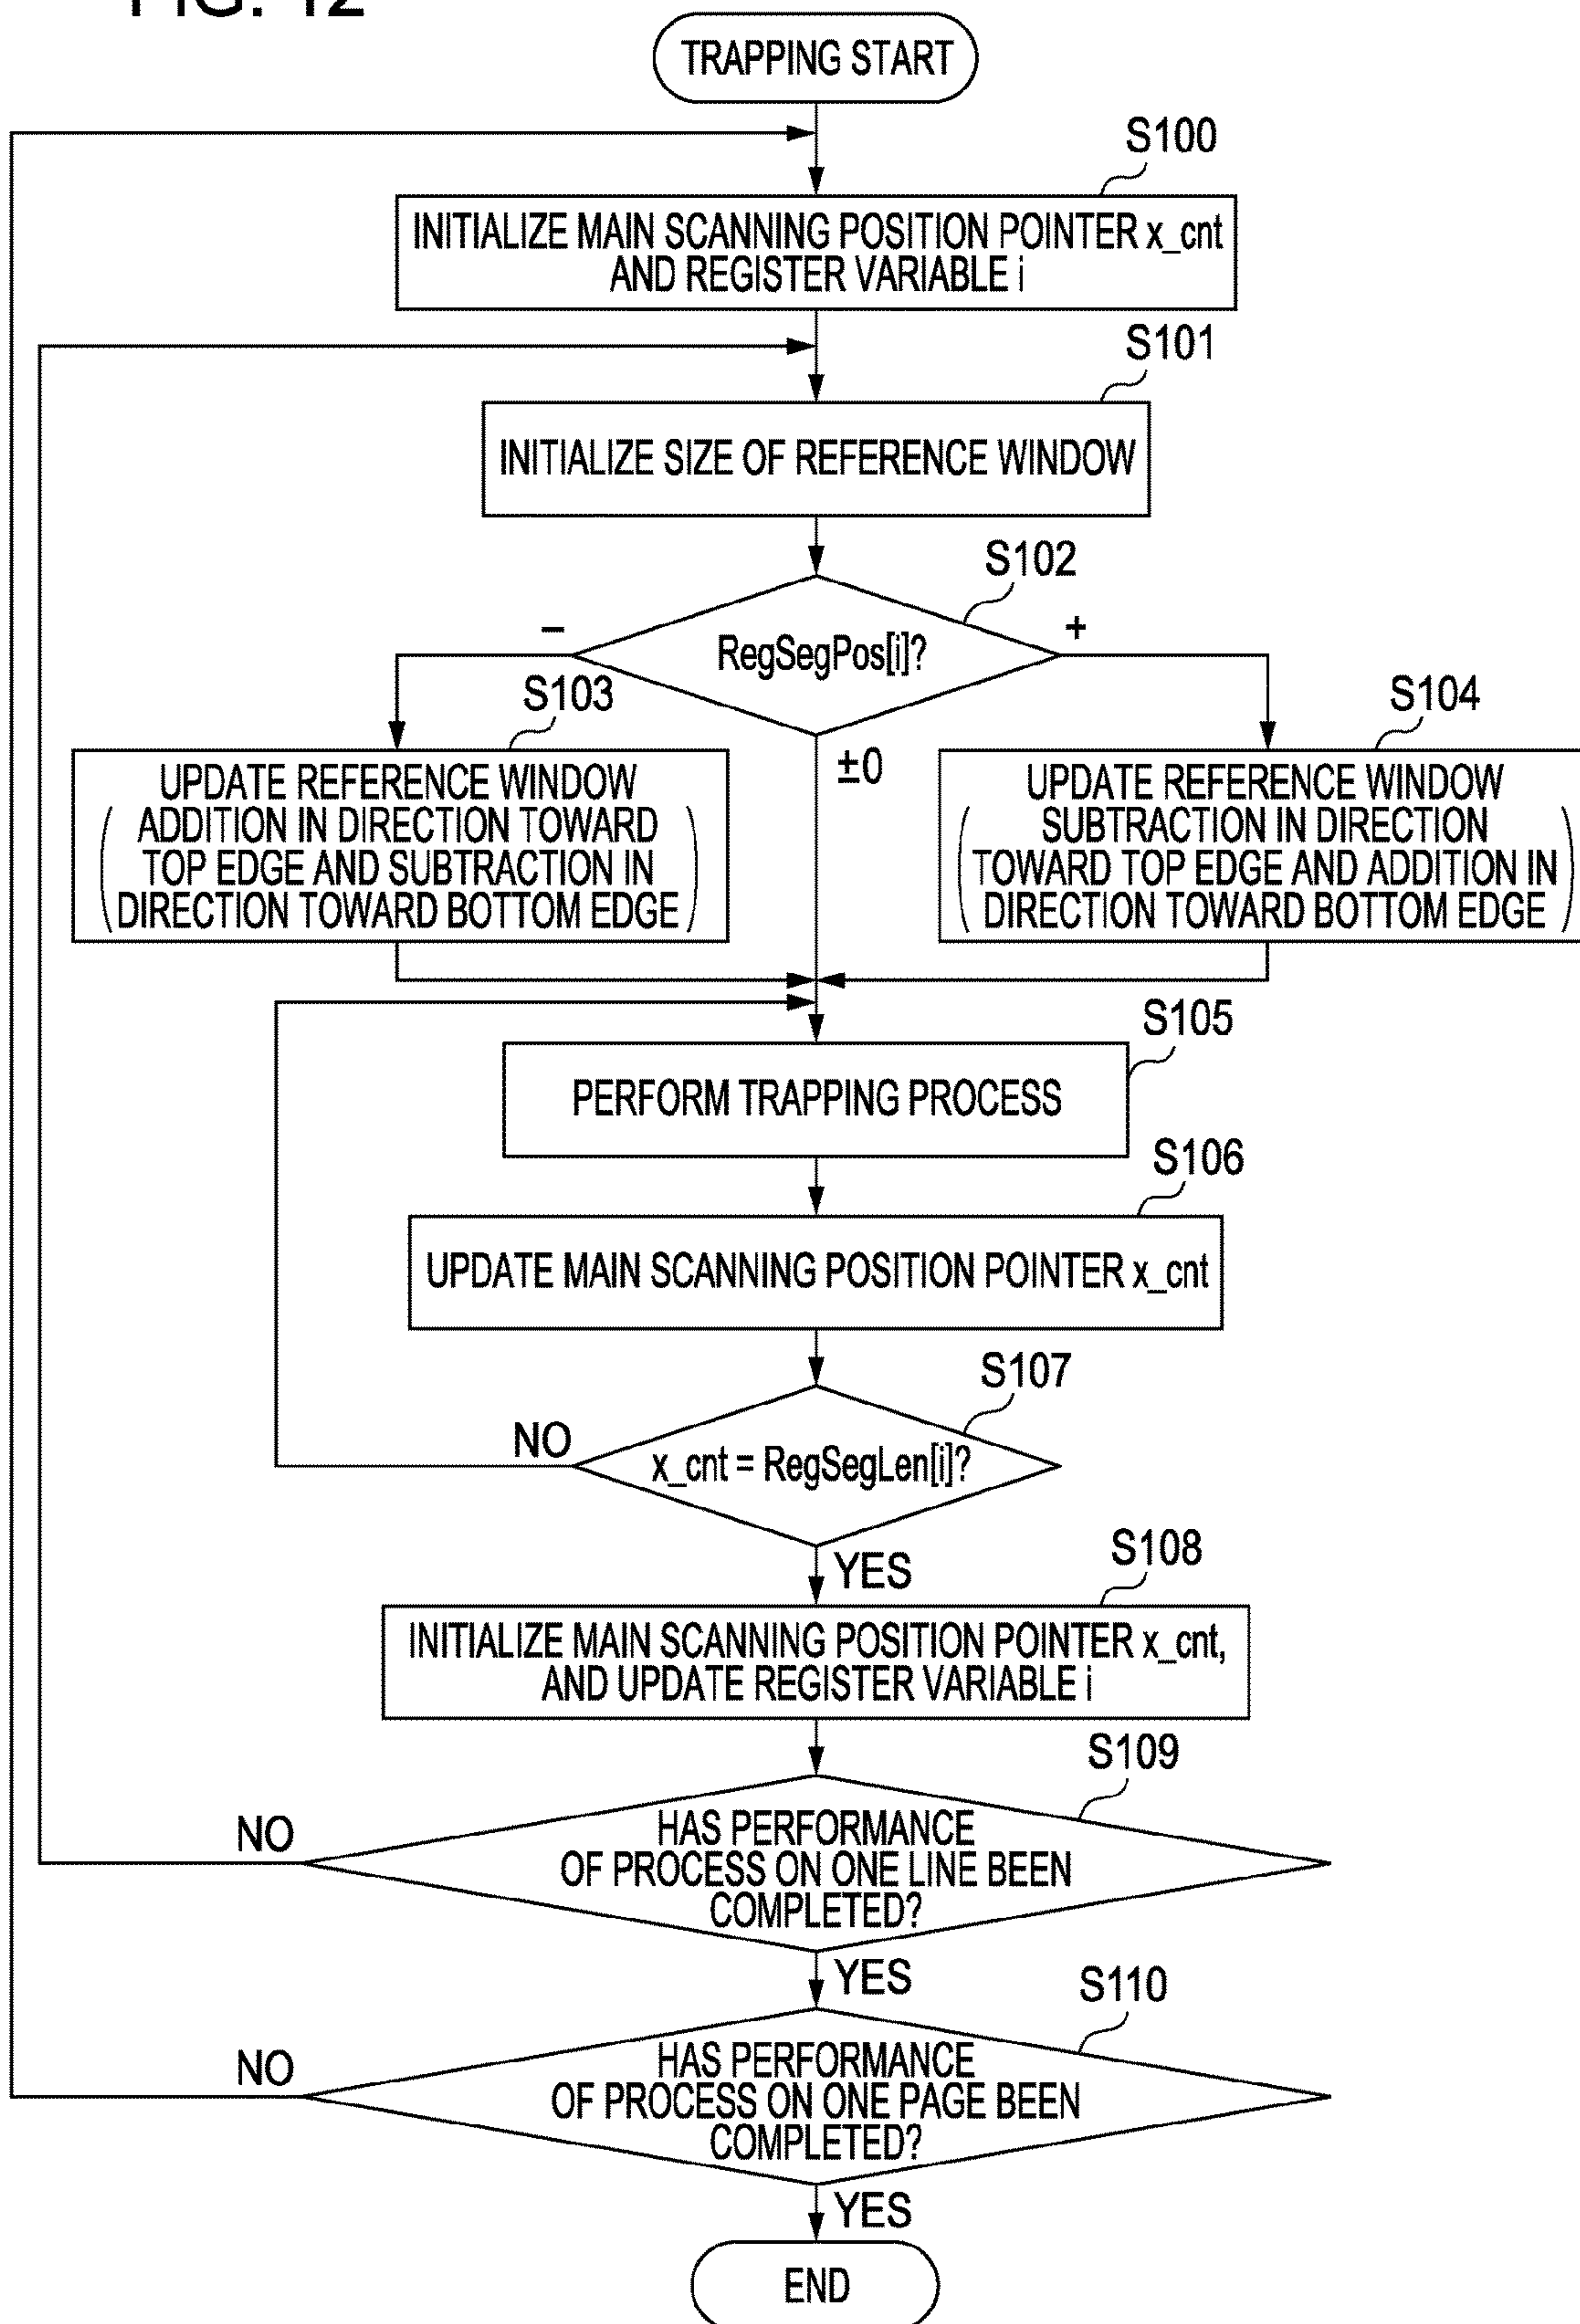 FIG. 12
TRAPPING START
S100
INITIALIZE MAIN SCANNING POSITION POINTER x_cnt
AND REGISTER VARIABLE i
S101
INITIALIZE SIZE OF REFERENCE WINDOW
S102
RegSegPos[i]?
–
+
±0
S103
UPDATE REFERENCE WINDOW
( ADDITION IN DIRECTION TOWARD
TOP EDGE AND SUBTRACTION IN
DIRECTION TOWARD BOTTOM EDGE )
S104
UPDATE REFERENCE WINDOW
( SUBTRACTION IN DIRECTION
TOWARD TOP EDGE AND ADDITION IN
DIRECTION TOWARD BOTTOM EDGE )
S105
PERFORM TRAPPING PROCESS
S106
UPDATE MAIN SCANNING POSITION POINTER x_cnt
S107
x_cnt = RegSegLen[i]?
NO
YES
S108
INITIALIZE MAIN SCANNING POSITION POINTER x_cnt,
AND UPDATE REGISTER VARIABLE i
S109
HAS PERFORMANCE
OF PROCESS ON ONE LINE BEEN
COMPLETED?
NO
YES
S110
HAS PERFORMANCE
OF PROCESS ON ONE PAGE BEEN
COMPLETED?
NO
YES
END